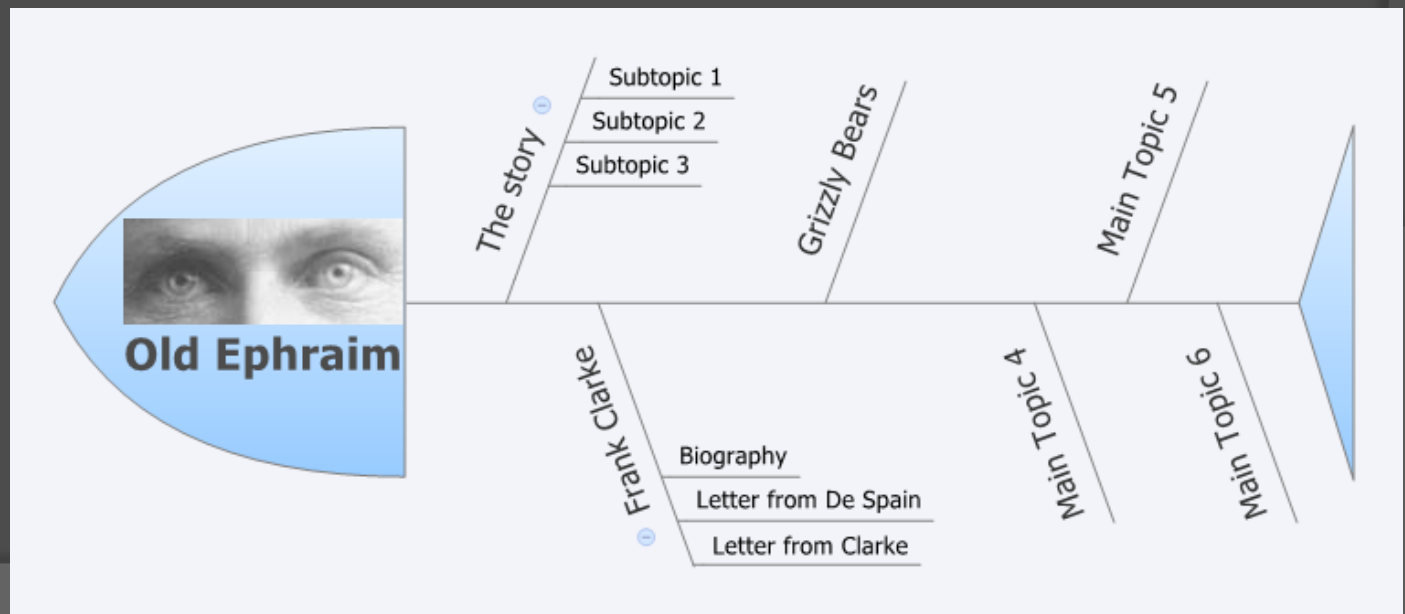 Old Ephraim
The story
Subtopic 1
Subtopic 2
Subtopic 3
Grizzly Bears
Main Topic 5
Frank Clarke
Biography
Letter from De Spain
Letter from Clarke
Main Topic 4
Main Topic 6